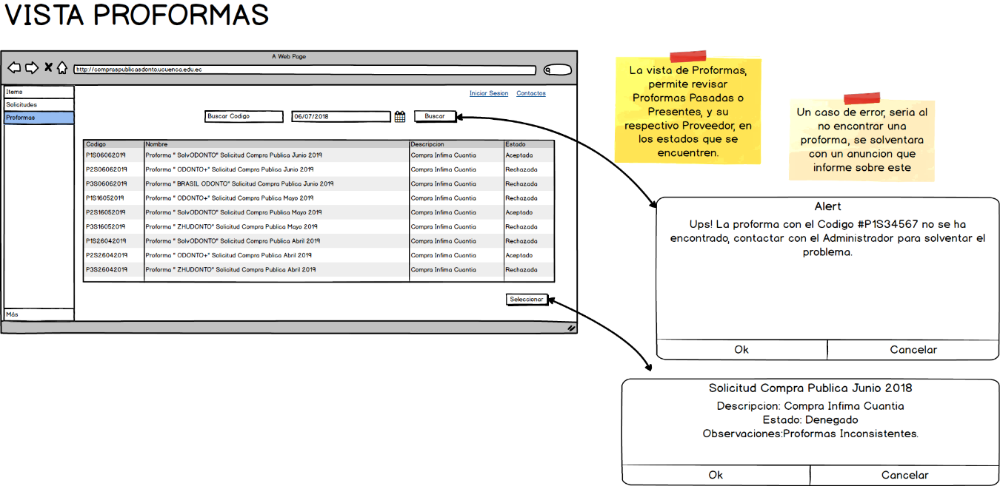 VISTA PROFORMAS
A Web Page
http://compraspublicasdonto.ucuenca.edu.ec
Items
Solicitudes
Proformas
Más
Iniciar Sesion Contactos
Buscar Codigo 06/07/2018 Buscar
Codigo Nombre Descripcion Estado
P1S06062019 Proforma " SolvODONTO" Solicitud Compra Publica Junio 2019 Compra Infima Cuantia Aceptado
P2S06062019 Proforma " ODONTO+" Solicitud Compra Publica Junio 2019 Compra Infima Cuantia Rechazada
P3S06062019 Proforma " BRASIL ODONTO" Solicitud Compra Publica Junio 2019 Compra Infima Cuantia Rechazada
P1S16052019 Proforma " ODONTO+" Solicitud Compra Publica Mayo 2019 Compra Infima Cuantia Rechazada
P2S16052019 Proforma " SolvODONTO" Solicitud Compra Publica Mayo 2019 Compra Infima Cuantia Aceptado
P3S16052019 Proforma " ZHUDONTO" Solicitud Compra Publica Mayo 2019 Compra Infima Cuantia Rechazada
P1S26042019 Proforma " SolvODONTO" Solicitud Compra Publica Abril 2019 Compra Infima Cuantia Rechazada
P2S26042019 Proforma " ODONTO+" Solicitud Compra Publica Abril 2019 Compra Infima Cuantia Aceptado
P3S26042019 Proforma " ZHUDONTO" Solicitud Compra Publica Abril 2019 Compra Infima Cuantia Rechazada
Seleccionar
La vista de Proformas,
permite revisar
Proformas Pasadas o
Presentes, y su
respectivo Proveedor, en
los estados que se
encuentren.
Un caso de error, seria al
no encontrar una
proforma, se solventara
con un anuncion que
informe sobre este
Alert
Ups! La proforma con el Codigo #P1S34567 no se ha
encontrado, contactar con el Administrador para solventar el
problema.
Ok Cancelar
Solicitud Compra Publica Junio 2018
Descripcion: Compra Infima Cuantia
Estado: Denegado
Observaciones:Proformas Inconsistentes.
Ok Cancelar